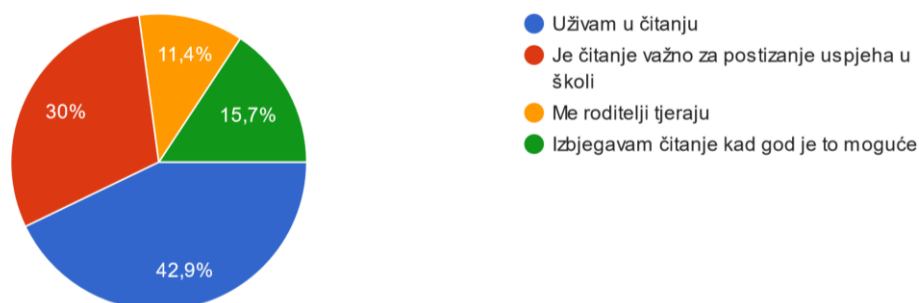 11,4%
30%
15,7%
42,9%
Uživam u čitanju
Je čitanje važno za postizanje uspjeha u
školi
Me roditelji tjeraju
Izbjegavam čitanje kad god je to moguće